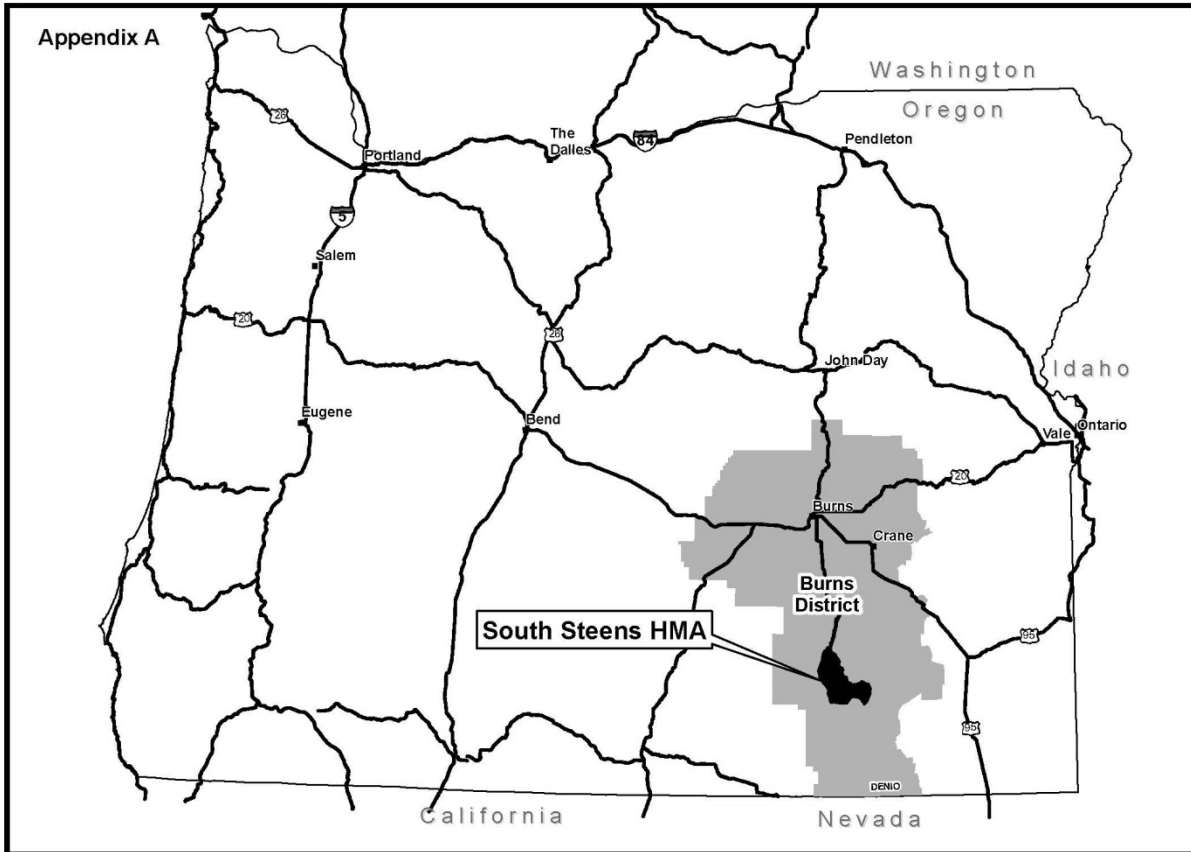 Appendix A
Washington
Oregon
26
The
Dalles
84
Pendleton
Portland
5
Salem
20
26
John Day
Idaho
Eugene
Bend
Vale
Ontario
20
Burns
Crane
Burns
District
South Steens HMA
95
95
DENIO
California
Nevada